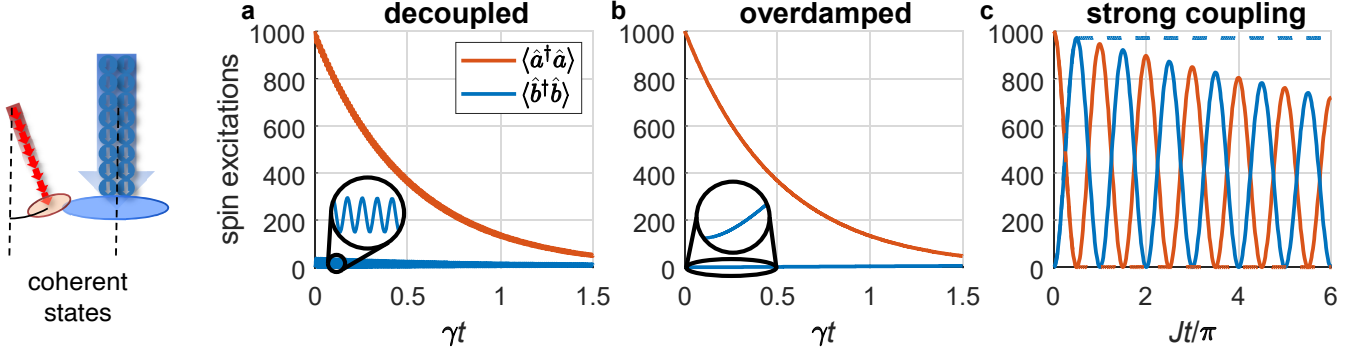 coherent
states
a decoupled
spin excitations
1000
800
600
400
200
0
⟨â†â⟩
⟨b̂†b̂⟩
0 0.5 1 1.5
γt
b overdamped
1000
800
600
400
200
0
0 0.5 1 1.5
γt
c strong coupling
1000
800
600
400
200
0
0 2 4 6
Jt/π